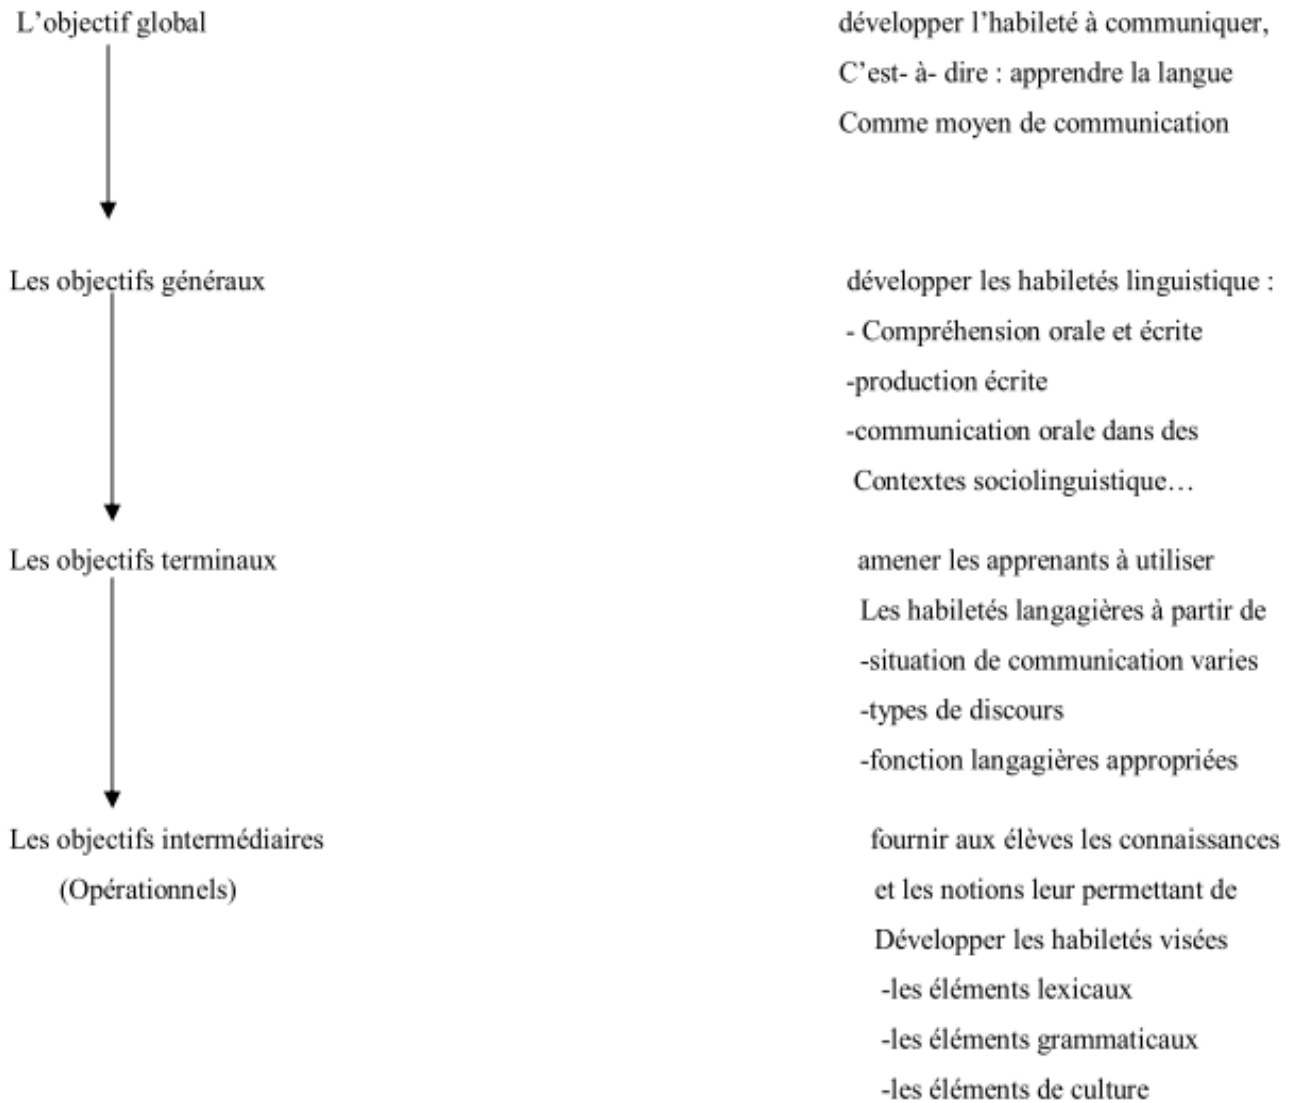 L'objectif global
développer l'habileté à communiquer,
C'est- à- dire : apprendre la langue
Comme moyen de communication
Les objectifs généraux
développer les habiletés linguistique :
- Compréhension orale et écrite
-production écrite
-communication orale dans des
Contextes sociolinguistique…
Les objectifs terminaux
amener les apprenants à utiliser
Les habiletés langagières à partir de
-situation de communication varies
-types de discours
-fonction langagières appropriées
Les objectifs intermédiaires
(Opérationnels)
fournir aux élèves les connaissances
et les notions leur permettant de
Développer les habiletés visées
-les éléments lexicaux
-les éléments grammaticaux
-les éléments de culture